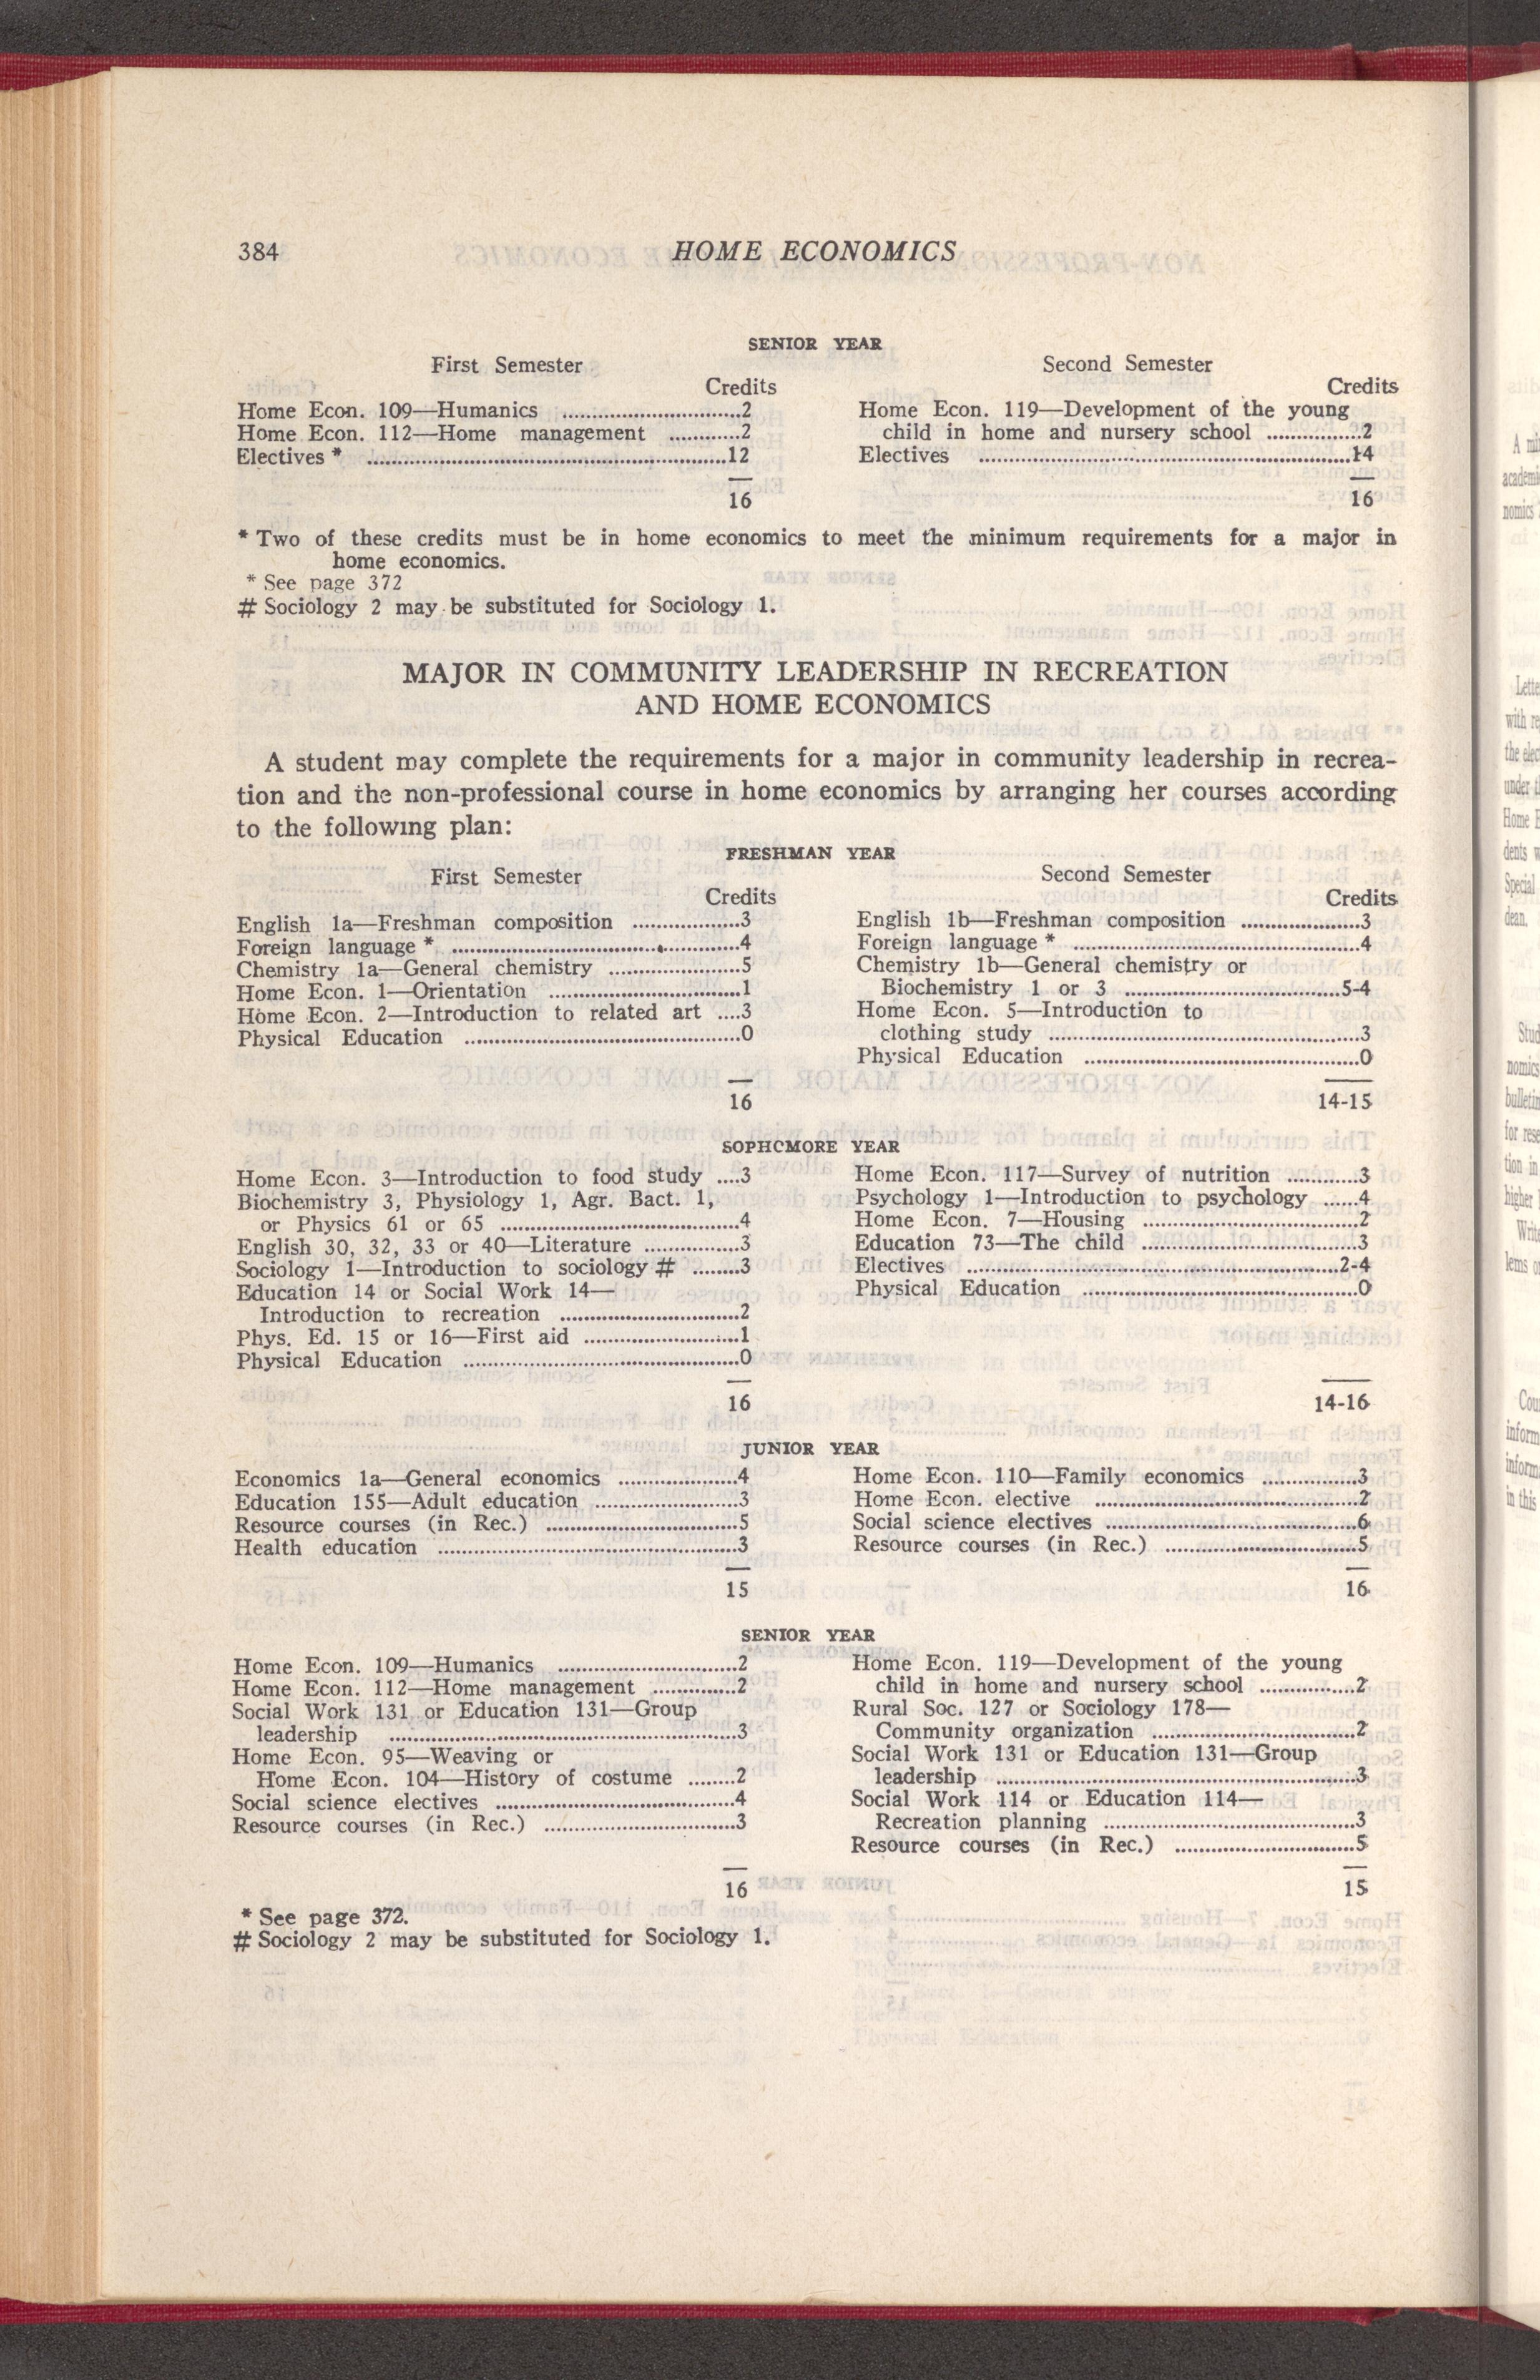 384
HOME ECONOMICS
SENIOR YEAR
First Semester
Credits
Home Econ. 109—Humanics ..............................2
Home Econ. 112—Home management ............2
Electives * ............................................................12
16
Second Semester
Credits
Home Econ. 119—Development of the young
child in home and nursery school ................2
Electives ..............................................................14
16
* Two of these credits must be in home economics to meet the minimum requirements for a major in
home economics.
* See page 372
# Sociology 2 may be substituted for Sociology 1.
MAJOR IN COMMUNITY LEADERSHIP IN RECREATION
AND HOME ECONOMICS
A student may complete the requirements for a major in community leadership in recrea-
tion and the non-professional course in home economics by arranging her courses according
to the following plan:
FRESHMAN YEAR
First Semester
Credits
English 1a—Freshman composition ..................3
Foreign language * ................................................4
Chemistry 1a—General chemistry ......................5
Home Econ. 1—Orientation ................................1
Home Econ. 2—Introduction to related art ....3
Physical Education ..............................................0
16
Second Semester
Credits
English 1b—Freshman composition ....................3
Foreign language * ................................................4
Chemistry 1b—General chemistry or
Biochemistry 1 or 3 ....................................5-4
Home Econ. 5—Introduction to
clothing study ....................................................3
Physical Education ..............................................0
14-15
SOPHCMORE YEAR
Home Econ. 3—Introduction to food study ....3
Biochemistry 3, Physiology 1, Agr. Bact. 1,
or Physics 61 or 65 ........................................4
English 30, 32, 33 or 40—Literature ................3
Sociology 1—Introduction to sociology # ........3
Education 14 or Social Work 14—
Introduction to recreation ..............................2
Phys. Ed. 15 or 16—First aid ..........................1
Physical Education ..............................................0
16
Home Econ. 117—Survey of nutrition ............3
Psychology 1—Introduction to psychology ......4
Home Econ. 7—Housing ....................................2
Education 73—The child ....................................3
Electives ..............................................................2-4
Physical Education ..............................................0
14-16
JUNIOR YEAR
Economics 1a—General economics ....................4
Education 155—Adult education ........................3
Resource courses (in Rec.) ................................5
Health education ..................................................3
15
Home Econ. 110—Family economics ................3
Home Econ. elective ............................................2
Social science electives ..........................................6
Resource courses (in Rec.) ................................5
16
SENIOR YEAR
Home Econ. 109—Humanics ..............................2
Home Econ. 112—Home management ..............2
Social Work 131 or Education 131—Group
leadership ..........................................................3
Home Econ. 95—Weaving or
Home Econ. 104—History of costume ........2
Social science electives ........................................4
Resource courses (in Rec.) ................................3
16
Home Econ. 119—Development of the young
child in home and nursery school ................2
Rural Soc. 127 or Sociology 178—
Community organization ..................................2
Social Work 131 or Education 131—Group
leadership ............................................................3
Social Work 114 or Education 114—
Recreation planning ..........................................3
Resource courses (in Rec.) ..............................5
15
* See page 372.
# Sociology 2 may be substituted for Sociology 1.